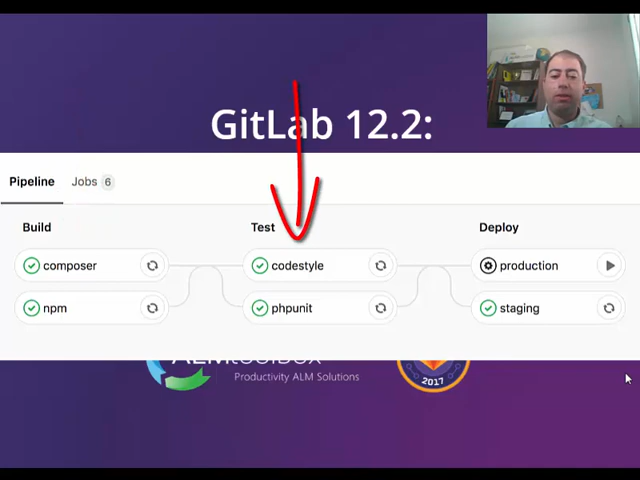 GitLab 12.2:
Pipeline Jobs 6
Build Test Deploy
composer codestyle production
npm phpunit staging
ALMtoolbox
Productivity ALM Solutions
2017